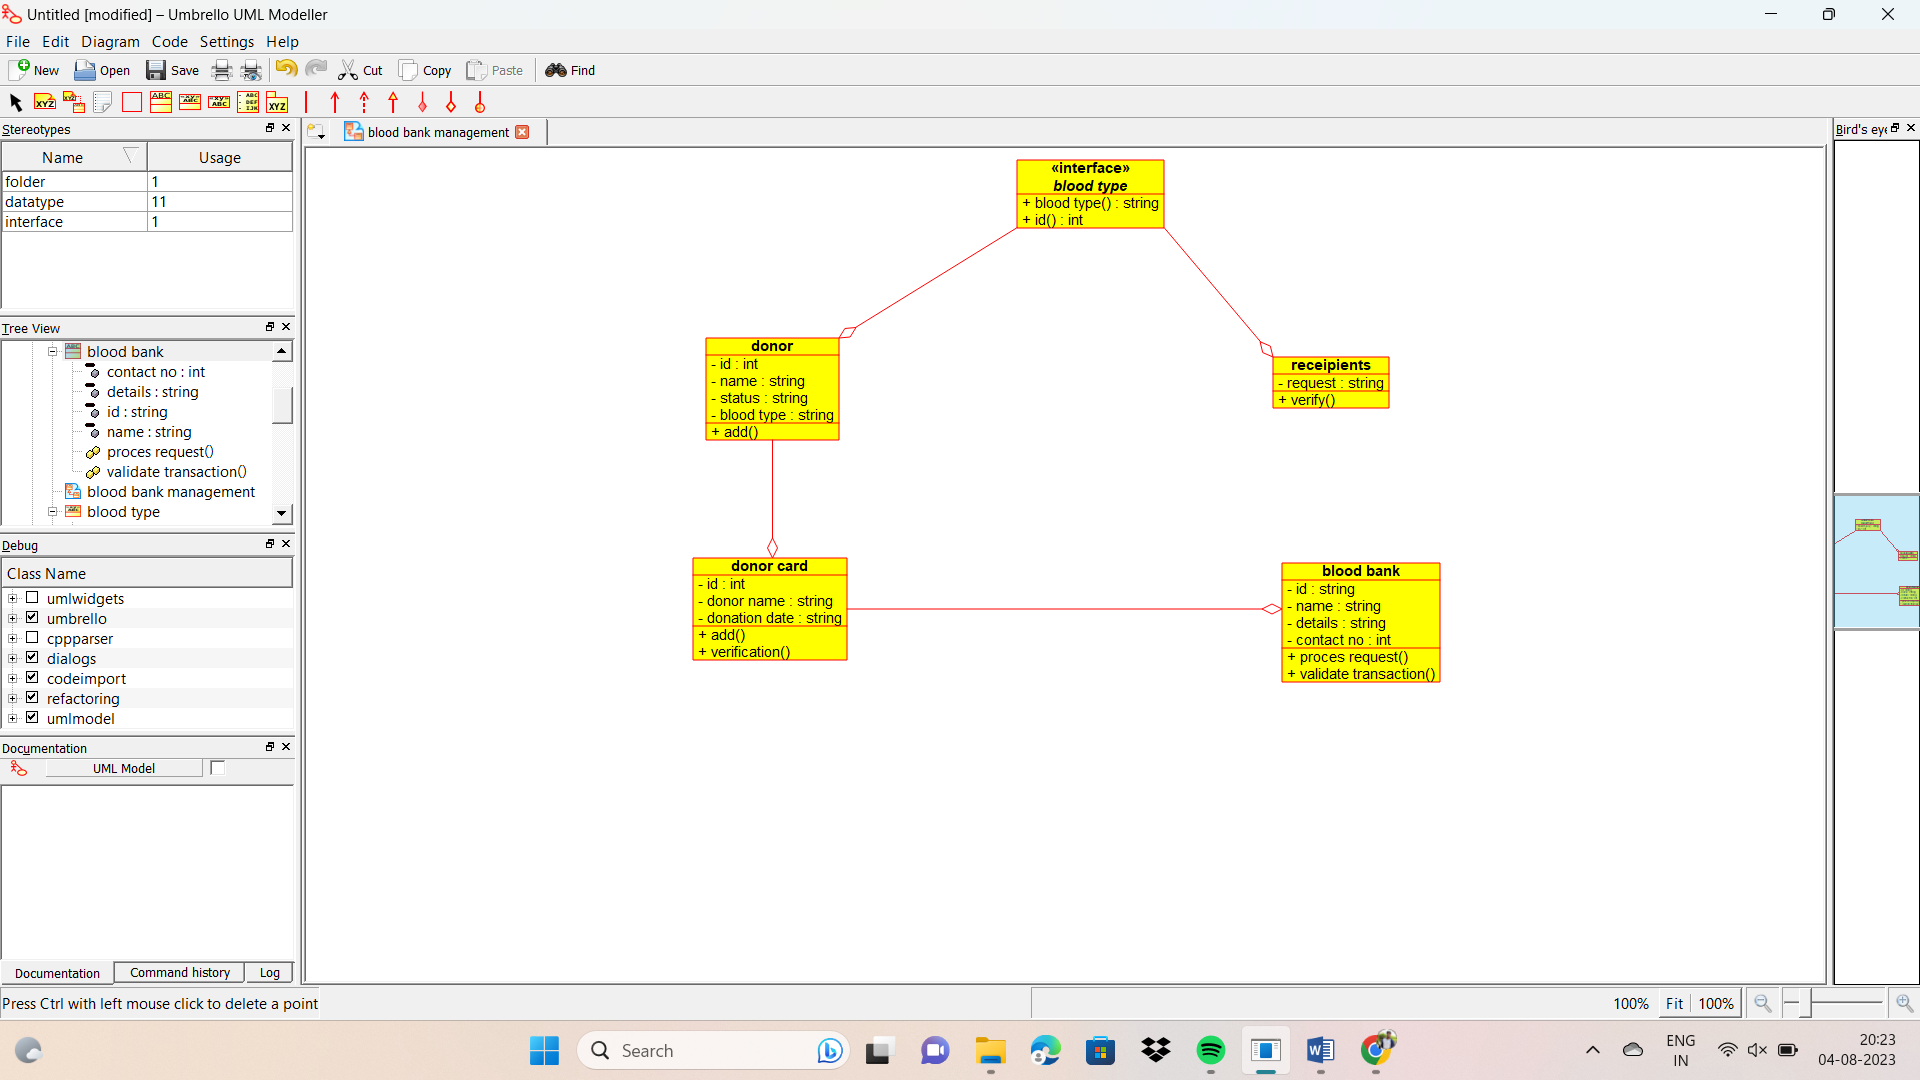 Untitled [modified] – Umbrello UML Modeller
File Edit Diagram Code Settings Help
New Open Save Cut Copy Paste Find
Stereotypes
Name Usage
folder 1
datatype 11
interface 1
Tree View
blood bank
contact no : int
details : string
id : string
name : string
proces request()
validate transaction()
blood bank management
blood type
Debug
Class Name
umlwidgets
umbrello
cppparser
dialogs
codeimport
refactoring
umlmodel
Documentation
UML Model
Documentation Command history Log
Press Ctrl with left mouse click to delete a point
blood bank management
«interface»
blood type
+ blood type() : string
+ id() : int
donor
- id : int
- name : string
- status : string
- blood type : string
+ add()
receipients
- request : string
+ verify()
donor card
- id : int
- donor name : string
- donation date : string
+ add()
+ verification()
blood bank
- id : string
- name : string
- details : string
- contact no : int
+ proces request()
+ validate transaction()
Bird's eye
100% Fit 100%
Search
ENG
IN
20:23
04-08-2023